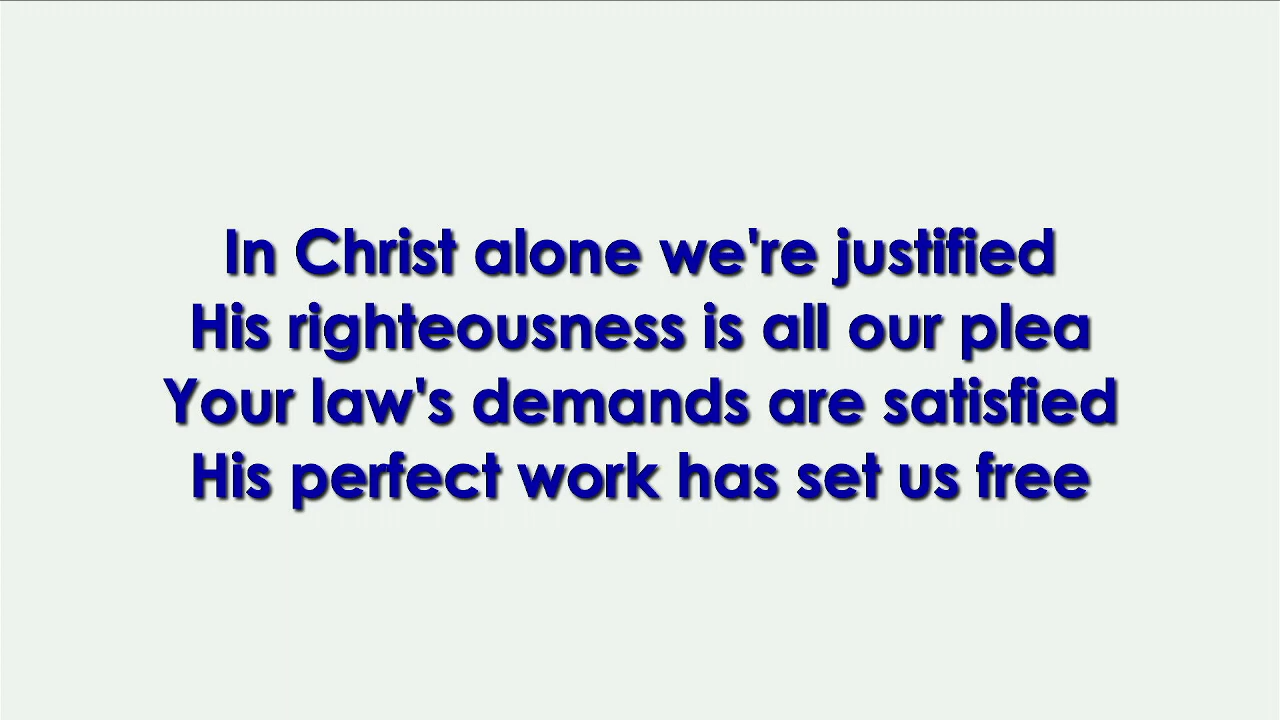 In Christ alone we're justified
His righteousness is all our plea
Your law's demands are satisfied
His perfect work has set us free